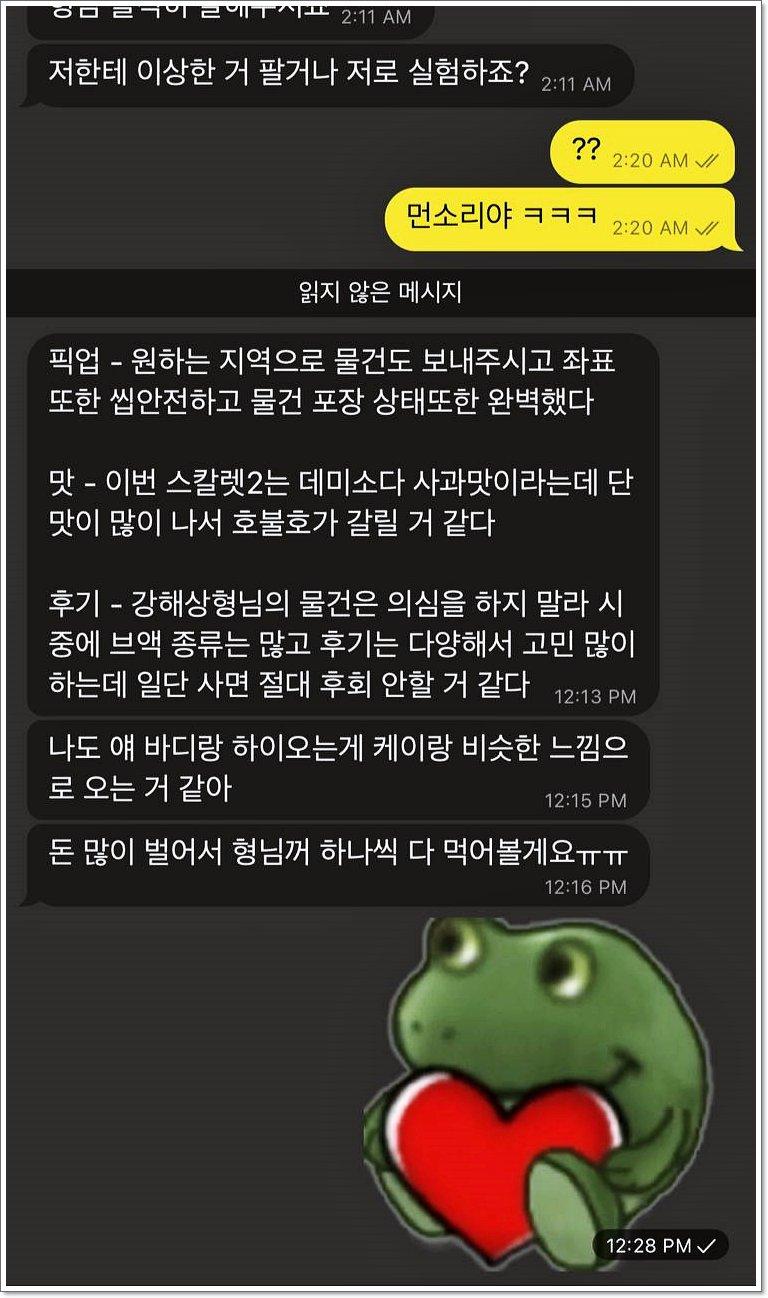 2:11 AM
저한테 이상한 거 팔거나 저로 실험하죠? 2:11 AM
?? 2:20 AM
먼소리야 ㅋㅋㅋ 2:20 AM
읽지 않은 메시지
픽업 - 원하는 지역으로 물건도 보내주시고 좌표
또한 씹안전하고 물건 포장 상태또한 완벽했다
맛 - 이번 스칼렛2는 데미소다 사과맛이라는데 단
맛이 많이 나서 호불호가 갈릴 거 같다
후기 - 강해상형님의 물건은 의심을 하지 말라 시
중에 브액 종류는 많고 후기는 다양해서 고민 많이
하는데 일단 사면 절대 후회 안할 거 같다 12:13 PM
나도 얘 바디랑 하이오는게 케이랑 비슷한 느낌으
로 오는 거 같아 12:15 PM
돈 많이 벌어서 형님꺼 하나씩 다 먹어볼게요ㅠㅠ
12:16 PM
12:28 PM